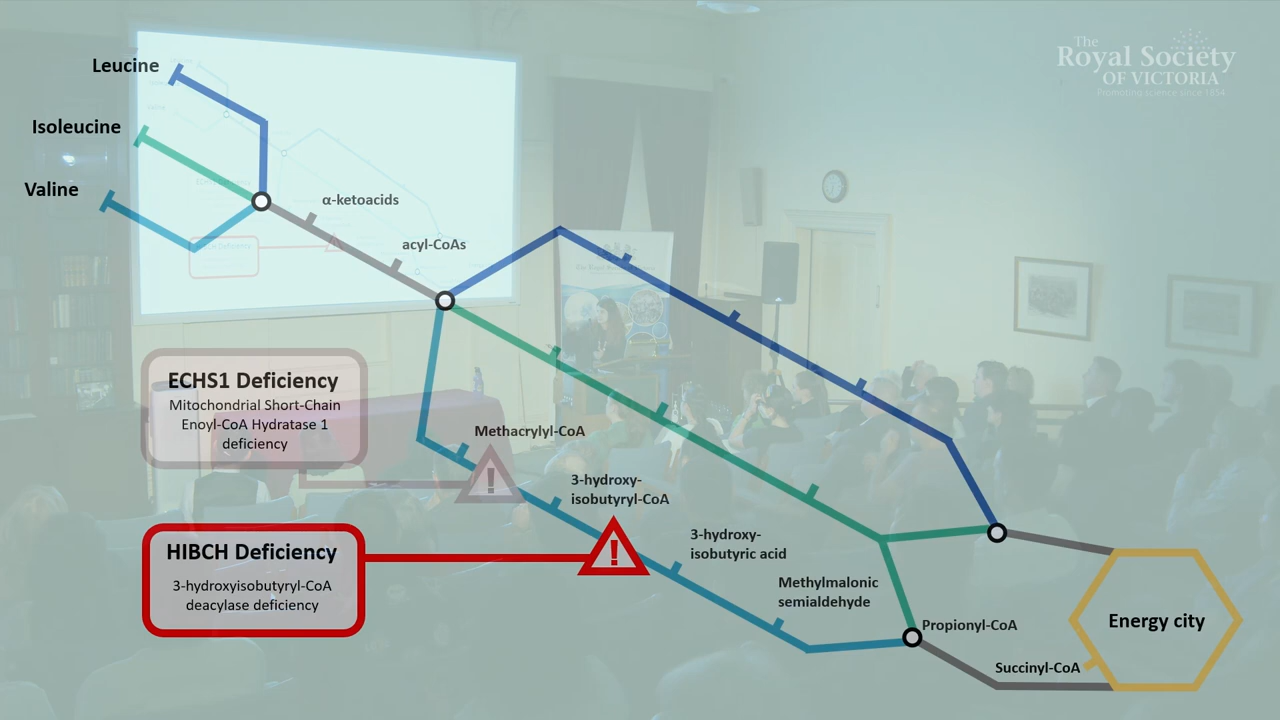 The
Royal Society
OF VICTORIA
Promoting science since 1854
Leucine
Isoleucine
Valine
α-ketoacids
acyl-CoAs
ECHS1 Deficiency
Mitochondrial Short-Chain
Enoyl-CoA Hydratase 1
deficiency
Methacrylyl-CoA
3-hydroxy-
isobutyryl-CoA
HIBCH Deficiency
3-hydroxyisobutyryl-CoA
deacylase deficiency
3-hydroxy-
isobutyric acid
Methylmalonic
semialdehyde
Propionyl-CoA
Succinyl-CoA
Energy city